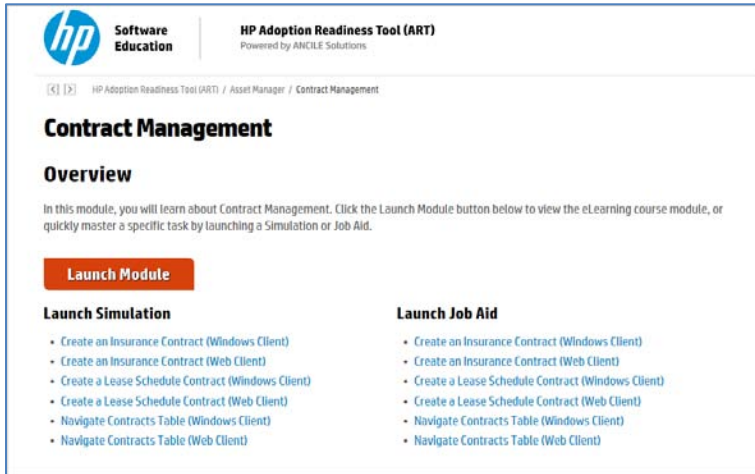 hp
Software
Education
HP Adoption Readiness Tool (ART)
Powered by ANCILE Solutions
HP Adoption Readiness Tool (ART) / Asset Manager / Contract Management
Contract Management
Overview
In this module, you will learn about Contract Management. Click the Launch Module button below to view the eLearning course module, or
quickly master a specific task by launching a Simulation or Job Aid.
Launch Module
Launch Simulation
• Create an Insurance Contract (Windows Client)
• Create an Insurance Contract (Web Client)
• Create a Lease Schedule Contract (Windows Client)
• Create a Lease Schedule Contract (Web Client)
• Navigate Contracts Table (Windows Client)
• Navigate Contracts Table (Web Client)
Launch Job Aid
• Create an Insurance Contract (Windows Client)
• Create an Insurance Contract (Web Client)
• Create a Lease Schedule Contract (Windows Client)
• Create a Lease Schedule Contract (Web Client)
• Navigate Contracts Table (Windows Client)
• Navigate Contracts Table (Web Client)